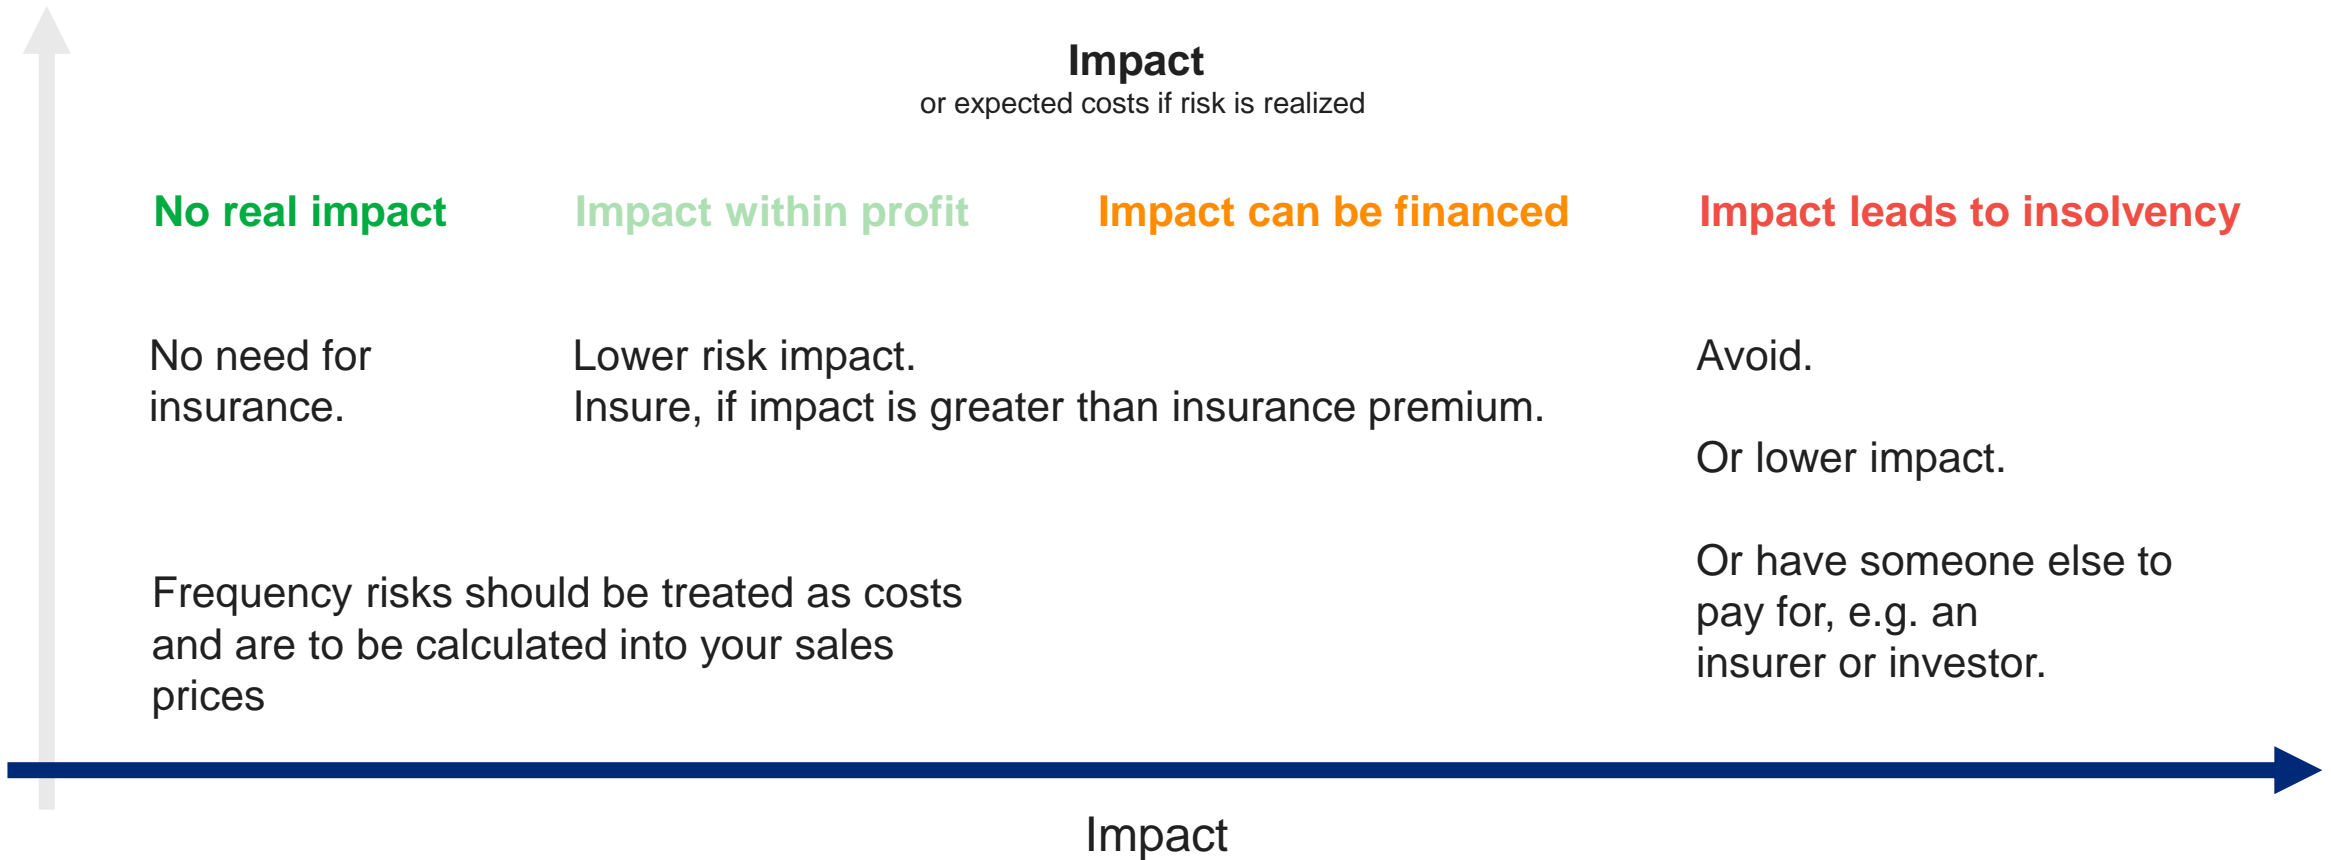 Impact
or expected costs if risk is realized
No real impact
Impact within profit
Impact can be financed
Impact leads to insolvency
No need for
insurance.
Lower risk impact.
Insure, if impact is greater than insurance premium.
Avoid.
Or lower impact.
Or have someone else to
pay for, e.g. an
insurer or investor.
Frequency risks should be treated as costs
and are to be calculated into your sales
prices
Impact